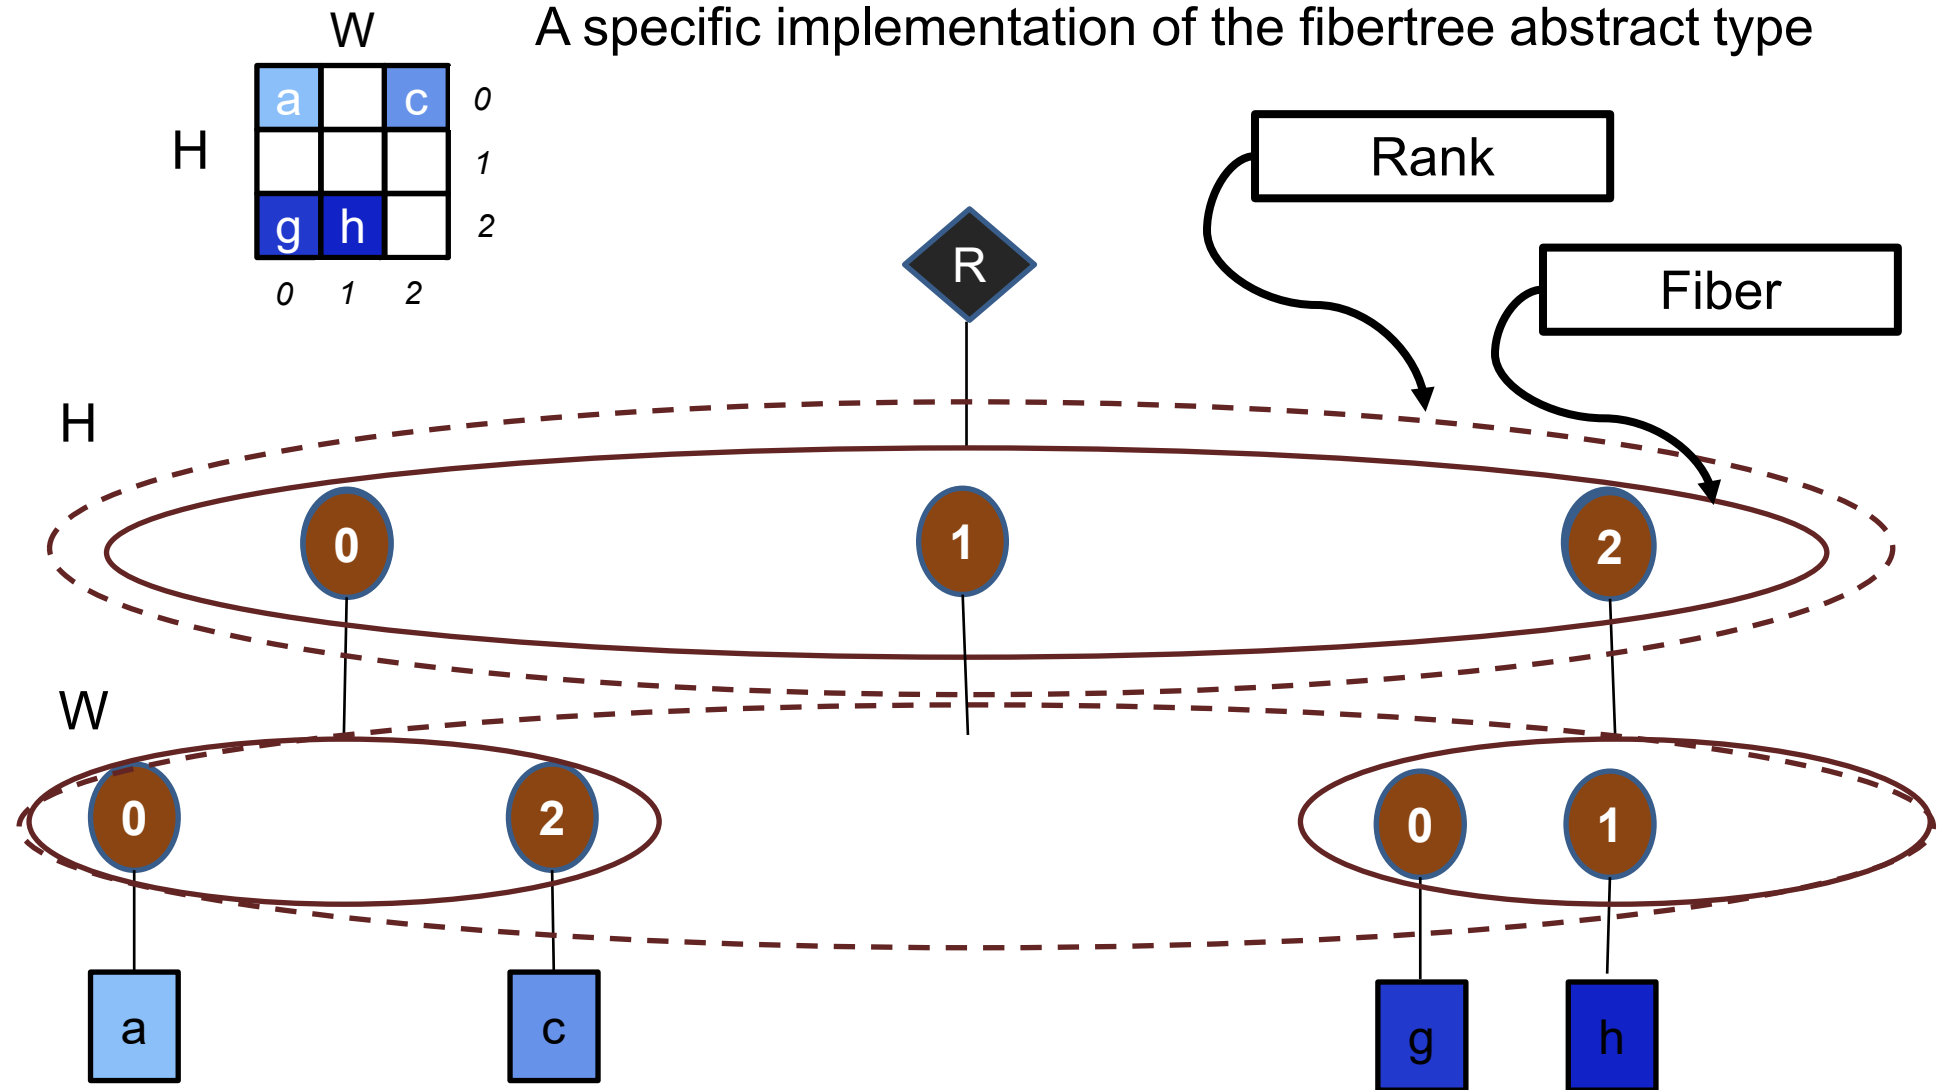 A specific implementation of the fibertree abstract type
W
a c 0
H 1
g h 2
0 1 2
Rank
Fiber
R
H
0 1 2
W
0 2 0 1
a c g h